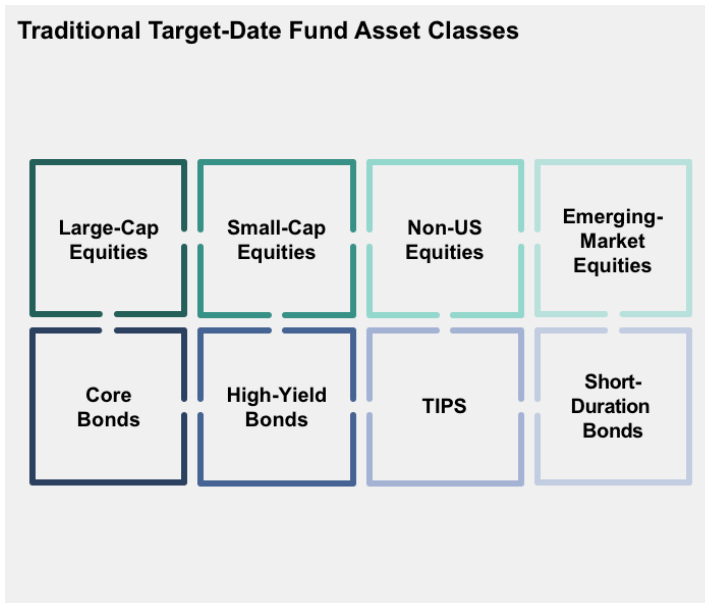 Traditional Target-Date Fund Asset Classes
Large-Cap
Equities
Small-Cap
Equities
Non-US
Equities
Emerging-
Market
Equities
Core
Bonds
High-Yield
Bonds
TIPS
Short-
Duration
Bonds